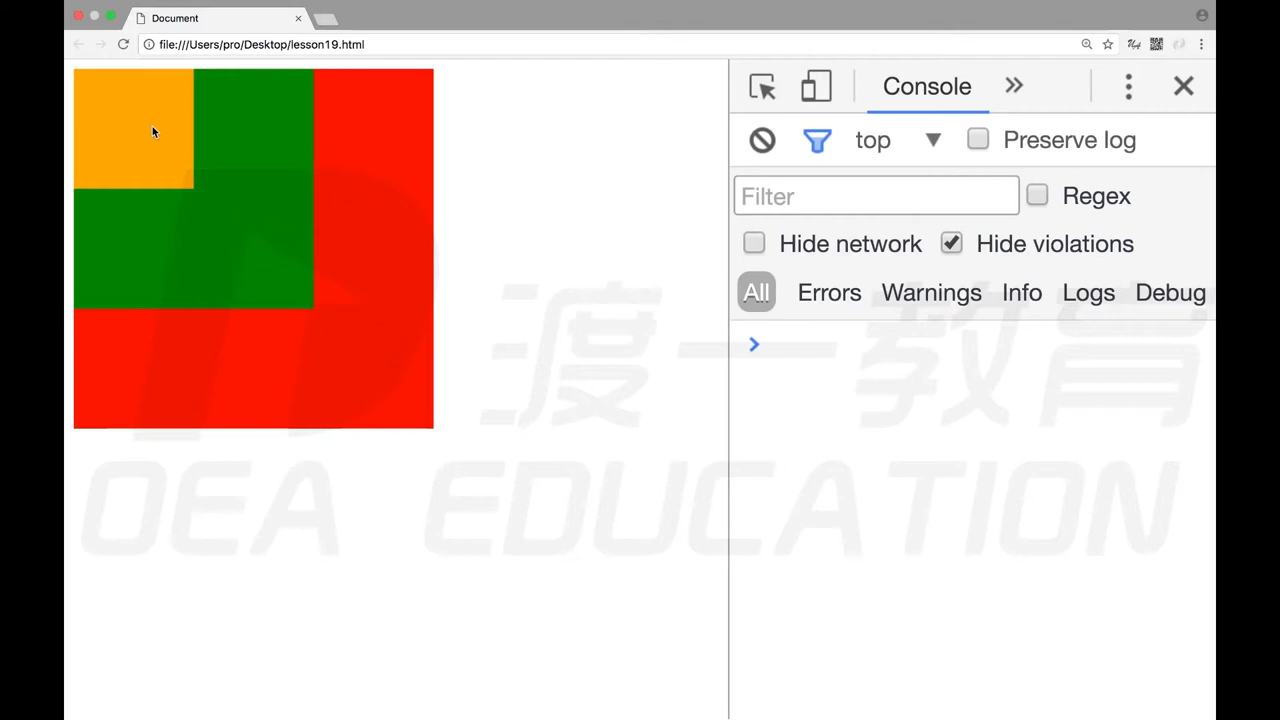 Document
file:///Users/pro/Desktop/lesson19.html
Console
top
Preserve log
Filter
Regex
Hide network
Hide violations
All
Errors
Warnings
Info
Logs
Debug
渡一教育
OEA EDUCATION